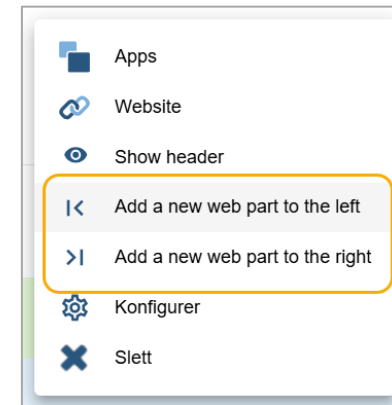 Apps
Website
Show header
Add a new web part to the left
Add a new web part to the right
Konfigurer
Slett